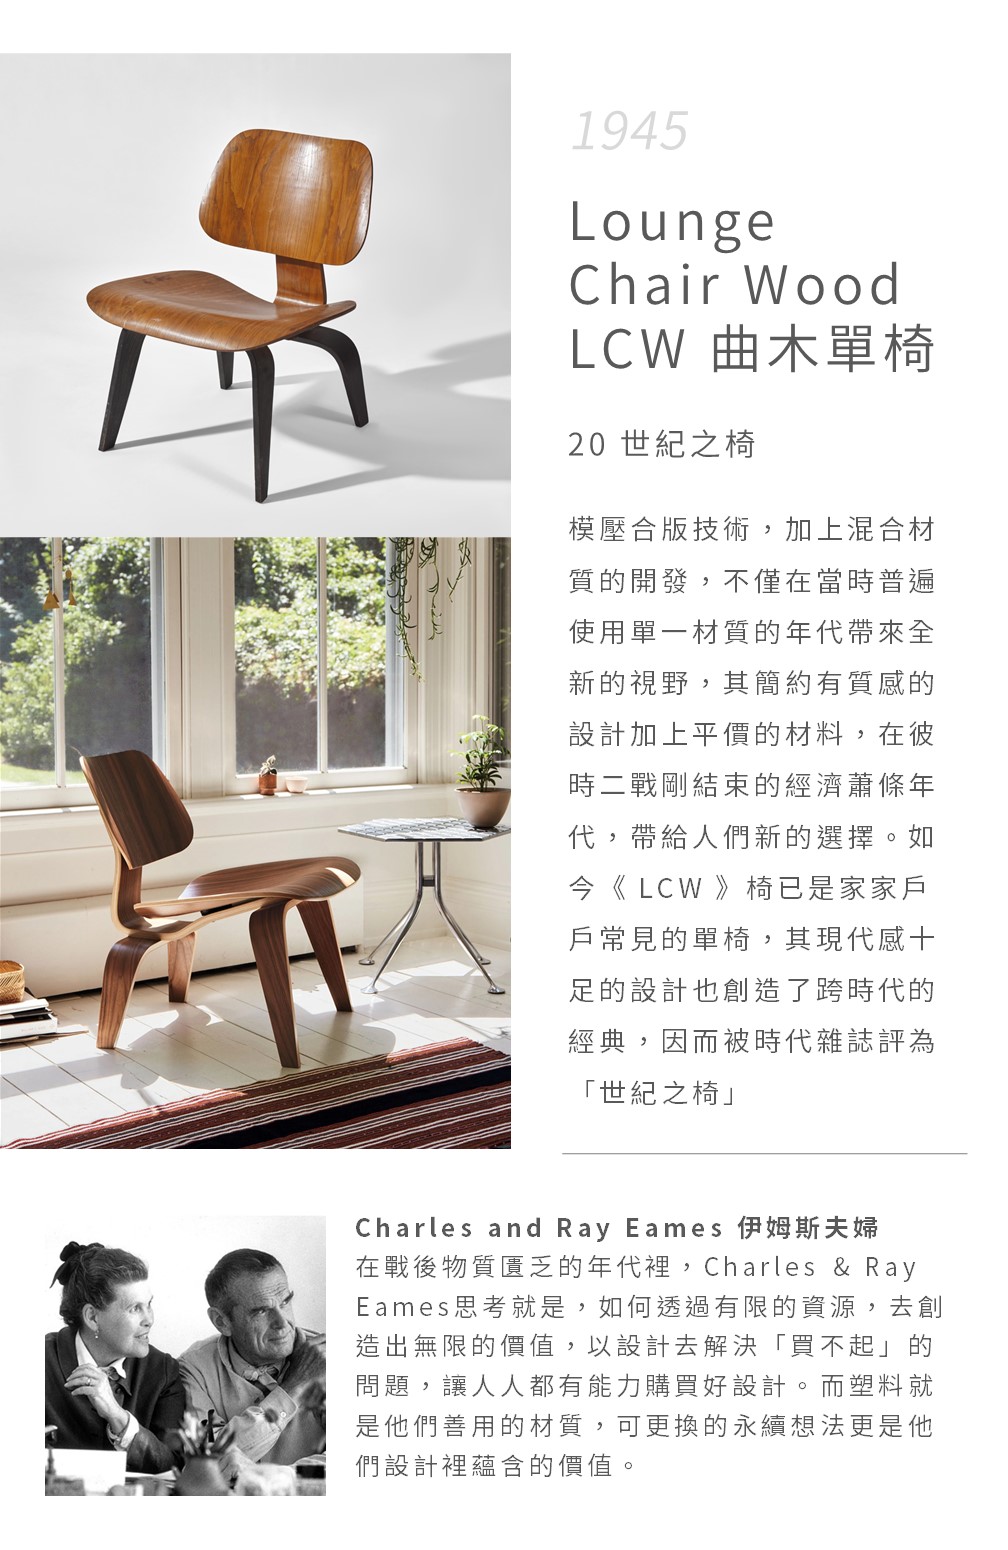 1945
Lounge
Chair Wood
LCW 曲木單椅
20 世紀之椅
模壓合版技術，加上混合材
質的開發，不僅在當時普遍
使用單一材質的年代帶來全
新的視野，其簡約有質感的
設計加上平價的材料，在彼
時二戰剛結束的經濟蕭條年
代，帶給人們新的選擇。如
今《 LCW 》椅已是家家戶
戶常見的單椅，其現代感十
足的設計也創造了跨時代的
經典，因而被時代雜誌評為
「世紀之椅」
Charles and Ray Eames 伊姆斯夫婦
在戰後物質匱乏的年代裡，Charles & Ray
Eames思考就是，如何透過有限的資源，去創
造出無限的價值，以設計去解決「買不起」的
問題，讓人人都有能力購買好設計。而塑料就
是他們善用的材質，可更換的永續想法更是他
們設計裡蘊含的價值。